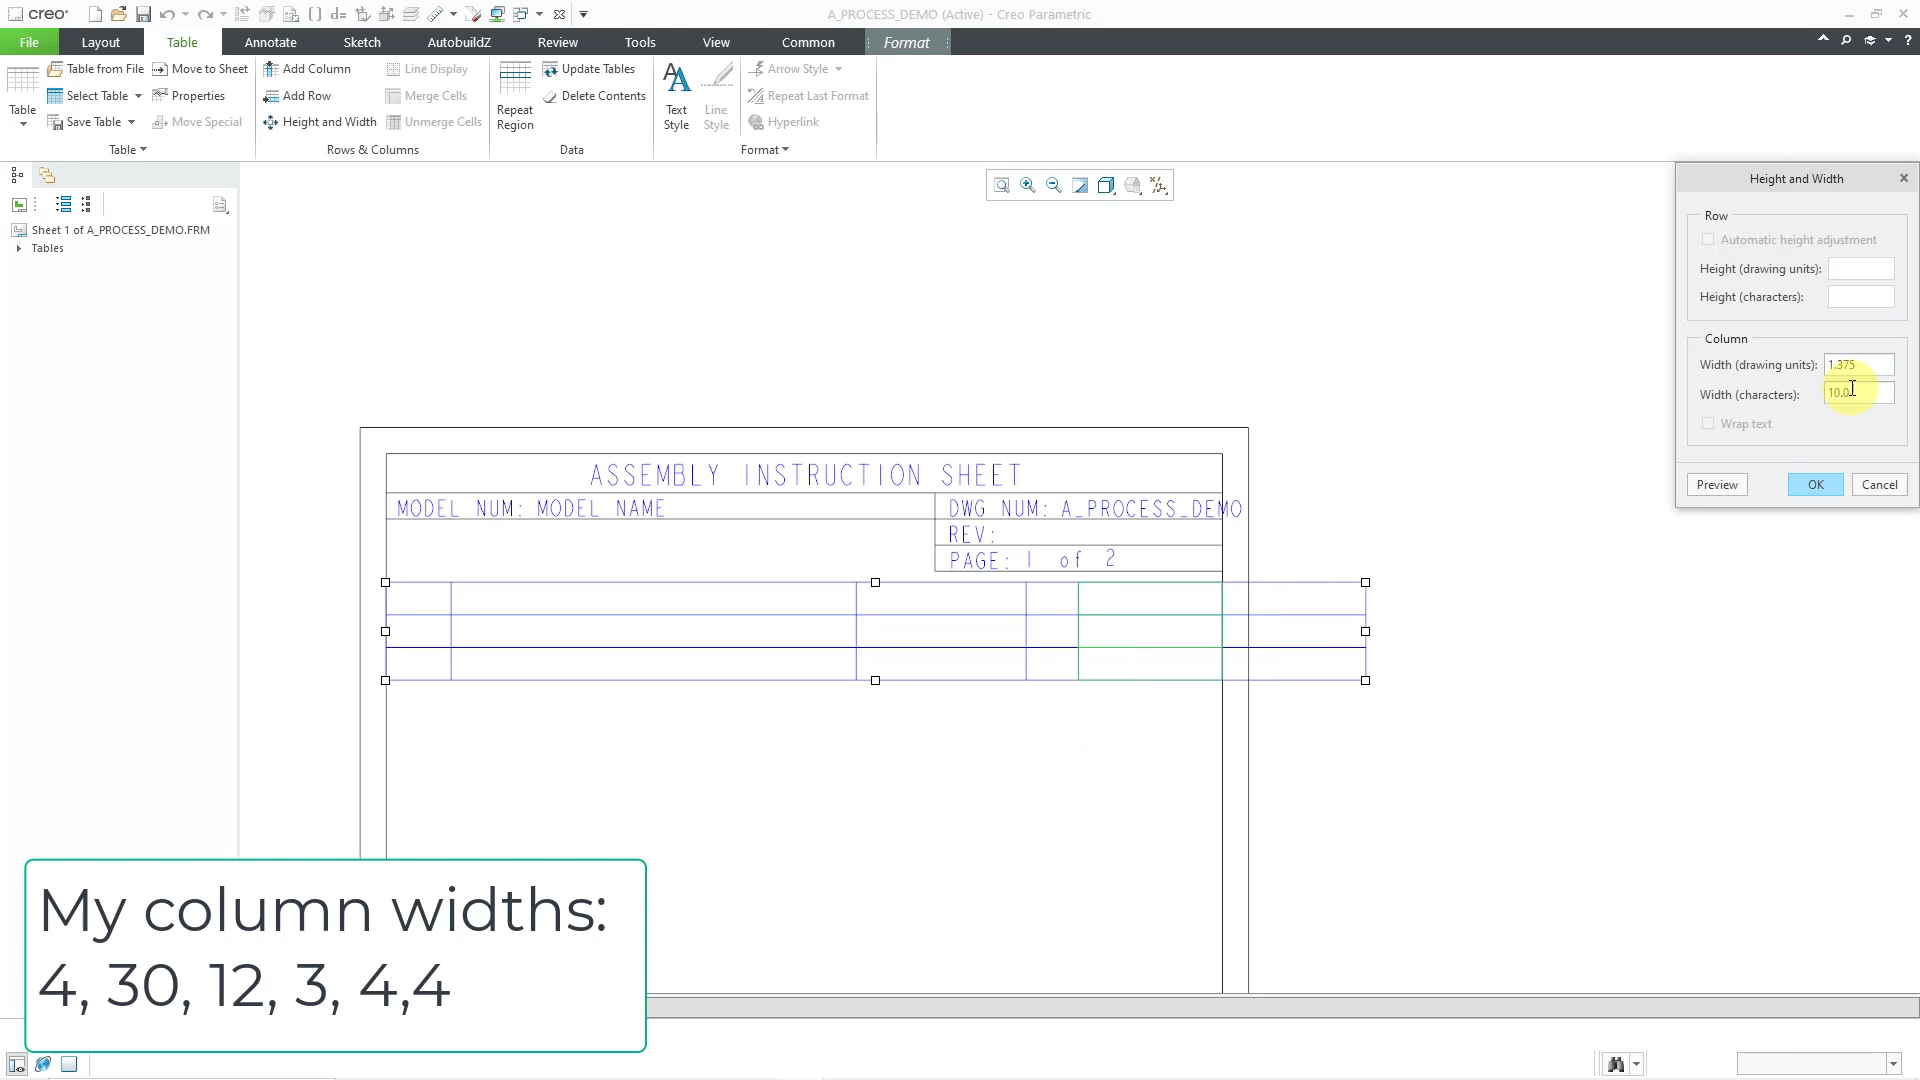 creo
A_PROCESS_DEMO (Active) - Creo Parametric
File
Layout
Table
Annotate
Sketch
AutobuildZ
Review
Tools
View
Common
Format
Table
Table from File
Select Table
Save Table
Move to Sheet
Properties
Move Special
Table
Add Column
Add Row
Height and Width
Line Display
Merge Cells
Unmerge Cells
Rows & Columns
Repeat
Region
Update Tables
Delete Contents
Data
Text
Style
Line
Style
Arrow Style
Repeat Last Format
Hyperlink
Format
Sheet 1 of A_PROCESS_DEMO.FRM
Tables
Height and Width
Row
Automatic height adjustment
Height (drawing units):
Height (characters):
Column
Width (drawing units): 1.375
Width (characters): 10.0
Wrap text
Preview
OK
Cancel
ASSEMBLY INSTRUCTION SHEET
MODEL NUM: MODEL NAME
DWG NUM: A_PROCESS_DEMO
REV:
PAGE: 1 of 2
My column widths:
4, 30, 12, 3, 4,4